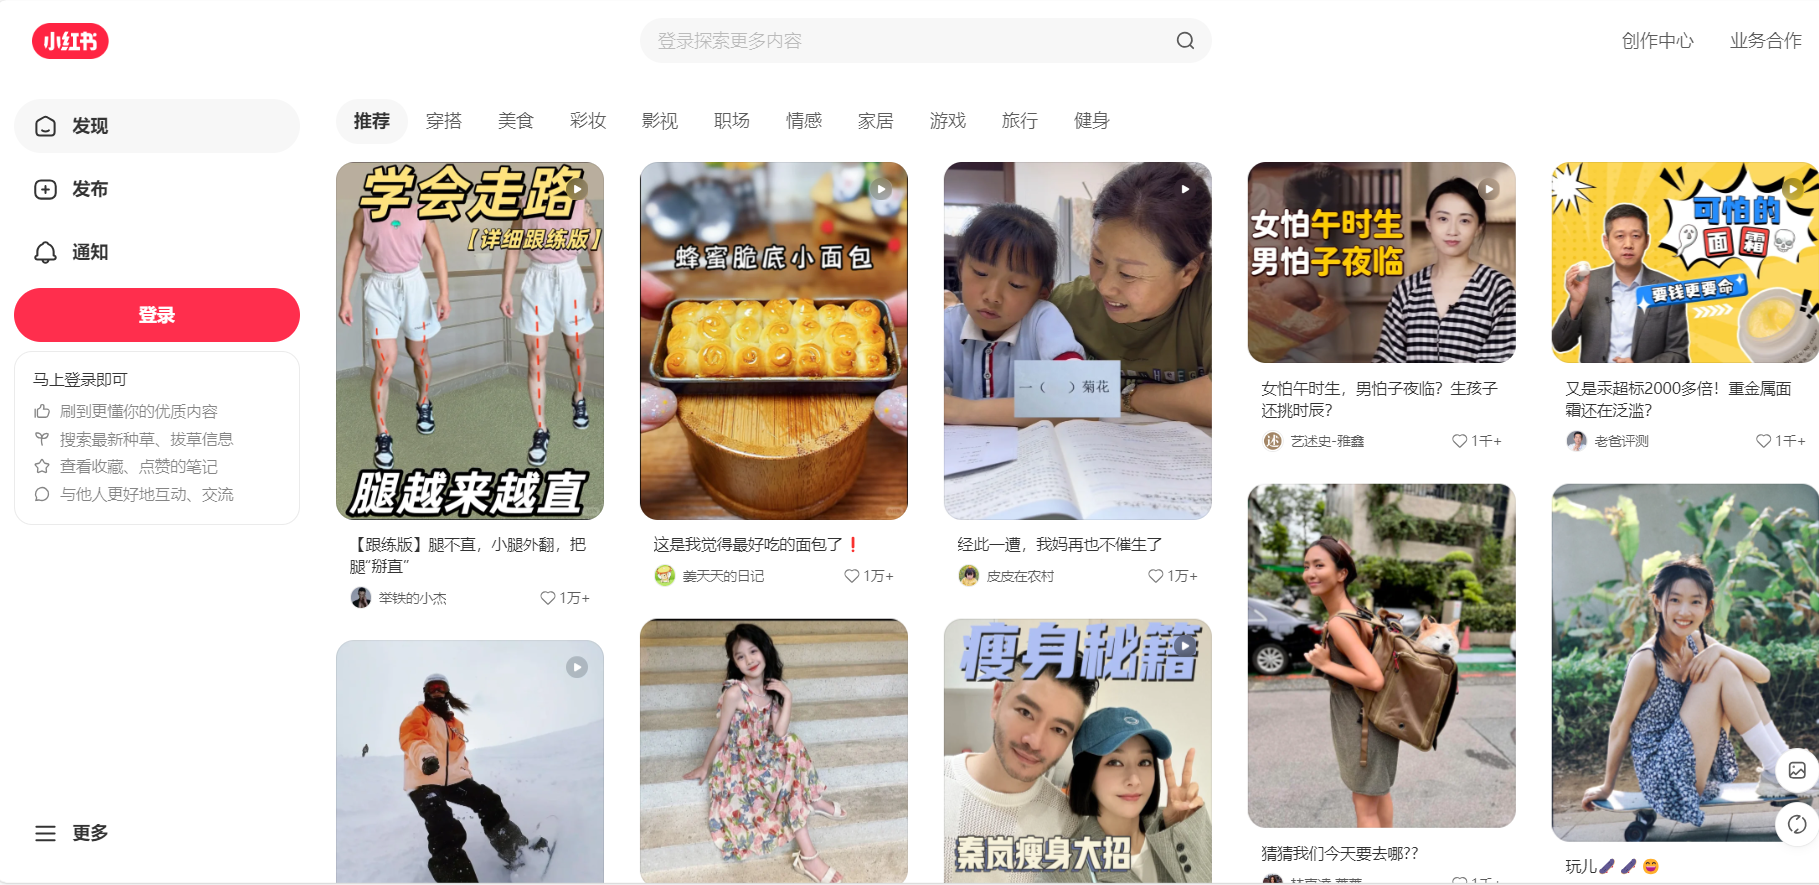 小红书
登录探索更多内容
创作中心
业务合作
发现
发布
通知
登录
马上登录即可
刷到更懂你的优质内容
搜索最新种草、拔草信息
查看收藏、点赞的笔记
与他人更好地互动、交流
更多
推荐 穿搭 美食 彩妆 影视 职场 情感 家居 游戏 旅行 健身
学会走路
【详细跟练版】
腿越来越直
【跟练版】腿不直，小腿外翻，把
腿“掰直”
举铁的小杰
1万+
蜂蜜脆底小面包
这是我觉得最好吃的面包了❗
姜天天的日记
1万+
一（ ）菊花
经此一遭，我妈再也不催生了
皮皮在农村
1万+
瘦身秘籍
秦岚瘦身大招
女怕午时生
男怕子夜临
女怕午时生，男怕子夜临？生孩子
还挑时辰？
述
艺述史-雅鑫
1千+
猜猜我们今天要去哪??
1千+
可怕的
面霜
要钱更要命
又是汞超标2000多倍！重金属面
霜还在泛滥？
老爸评测
1千+
玩儿🍆🍆😄